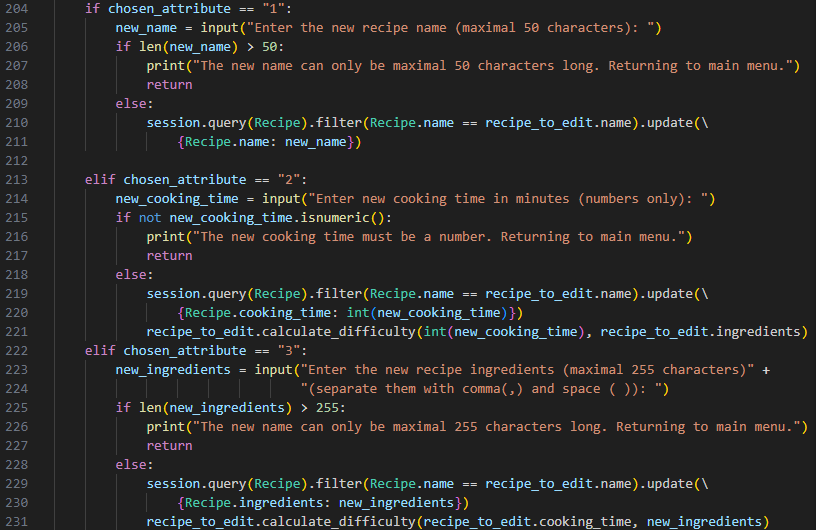 204 if chosen_attribute == "1":
205 new_name = input("Enter the new recipe name (maximal 50 characters): ")
206 if len(new_name) > 50:
207 print("The new name can only be maximal 50 characters long. Returning to main menu.")
208 return
209 else:
210 session.query(Recipe).filter(Recipe.name == recipe_to_edit.name).update(\
211 {Recipe.name: new_name})
212
213 elif chosen_attribute == "2":
214 new_cooking_time = input("Enter new cooking time in minutes (numbers only): ")
215 if not new_cooking_time.isnumeric():
216 print("The new cooking time must be a number. Returning to main menu.")
217 return
218 else:
219 session.query(Recipe).filter(Recipe.name == recipe_to_edit.name).update(\
220 {Recipe.cooking_time: int(new_cooking_time)})
221 recipe_to_edit.calculate_difficulty(int(new_cooking_time), recipe_to_edit.ingredients)
222 elif chosen_attribute == "3":
223 new_ingredients = input("Enter the new recipe ingredients (maximal 255 characters)" +
224 "(separate them with comma(,) and space ( )): ")
225 if len(new_ingredients) > 255:
226 print("The new name can only be maximal 255 characters long. Returning to main menu.")
227 return
228 else:
229 session.query(Recipe).filter(Recipe.name == recipe_to_edit.name).update(\
230 {Recipe.ingredients: new_ingredients})
231 recipe_to_edit.calculate_difficulty(recipe_to_edit.cooking_time, new_ingredients)